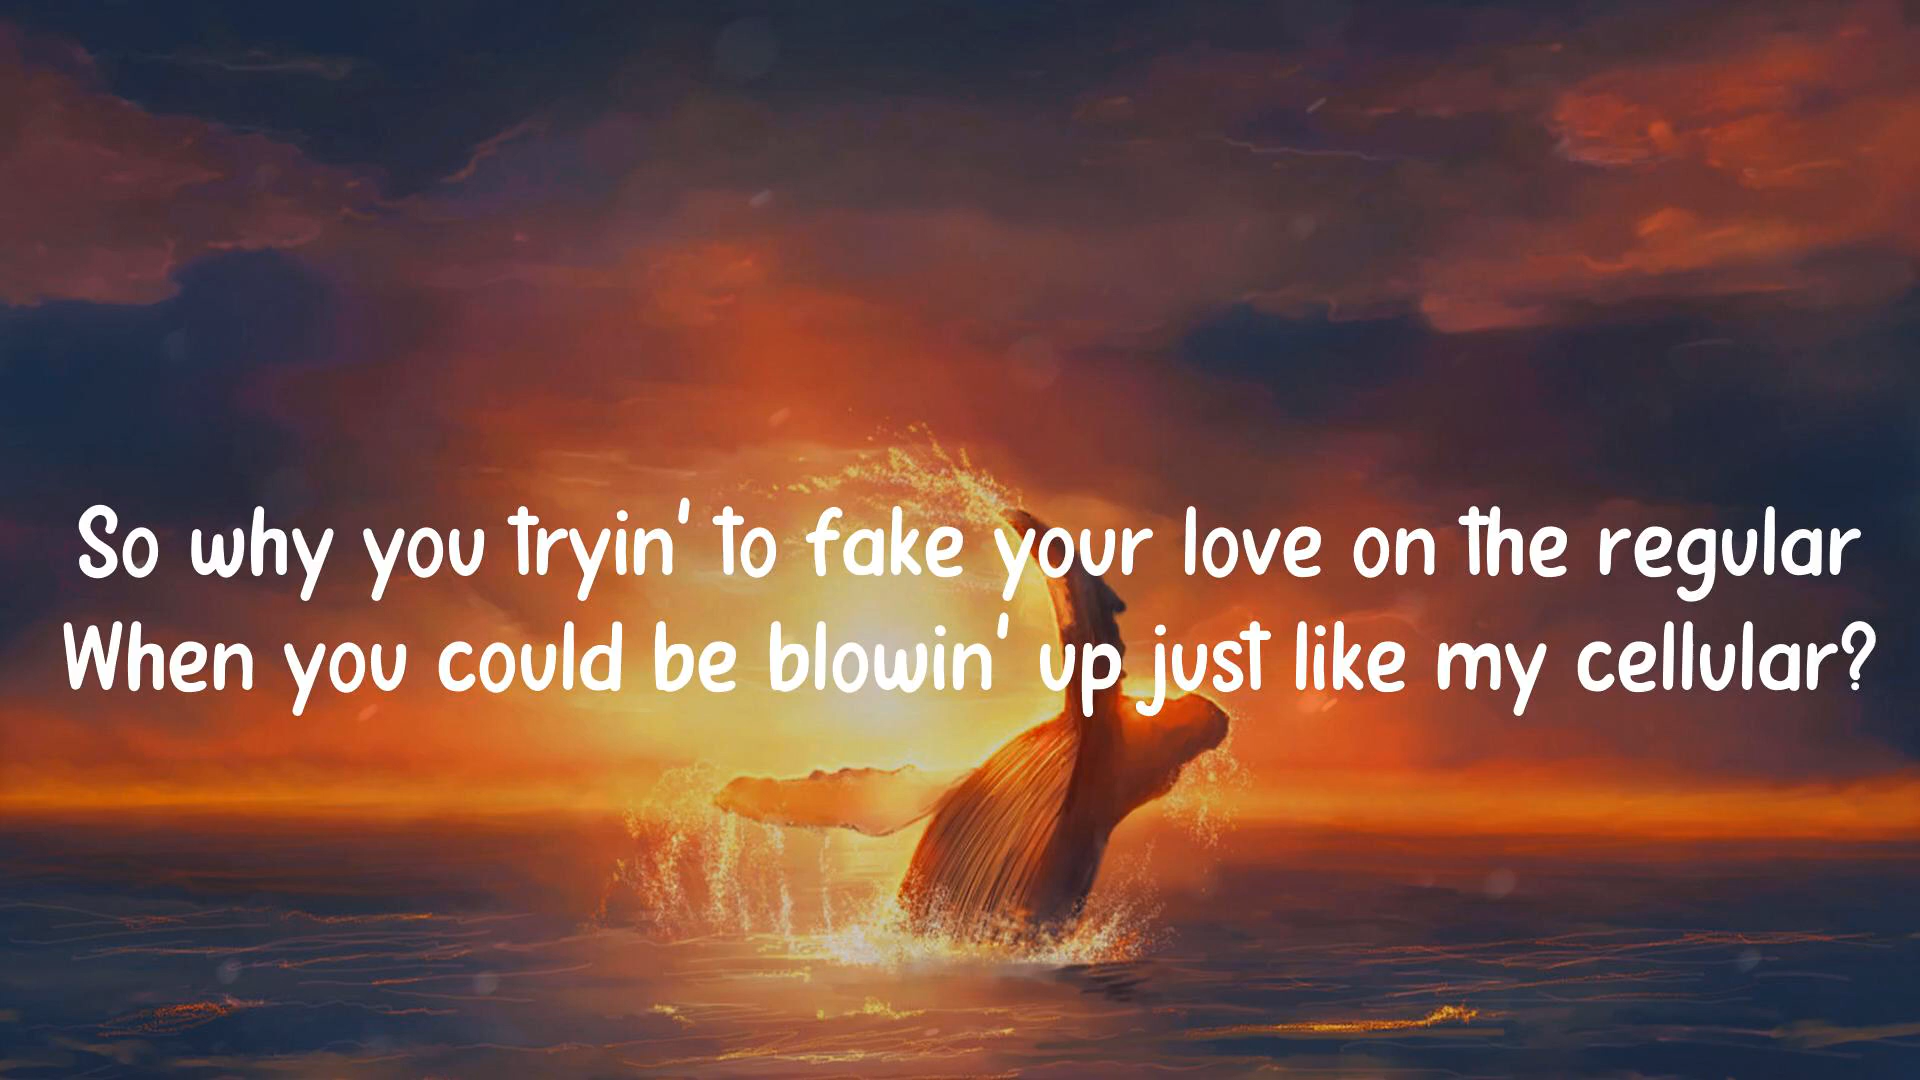 So why you tryin' to fake your love on the regular
When you could be blowin' up just like my cellular?